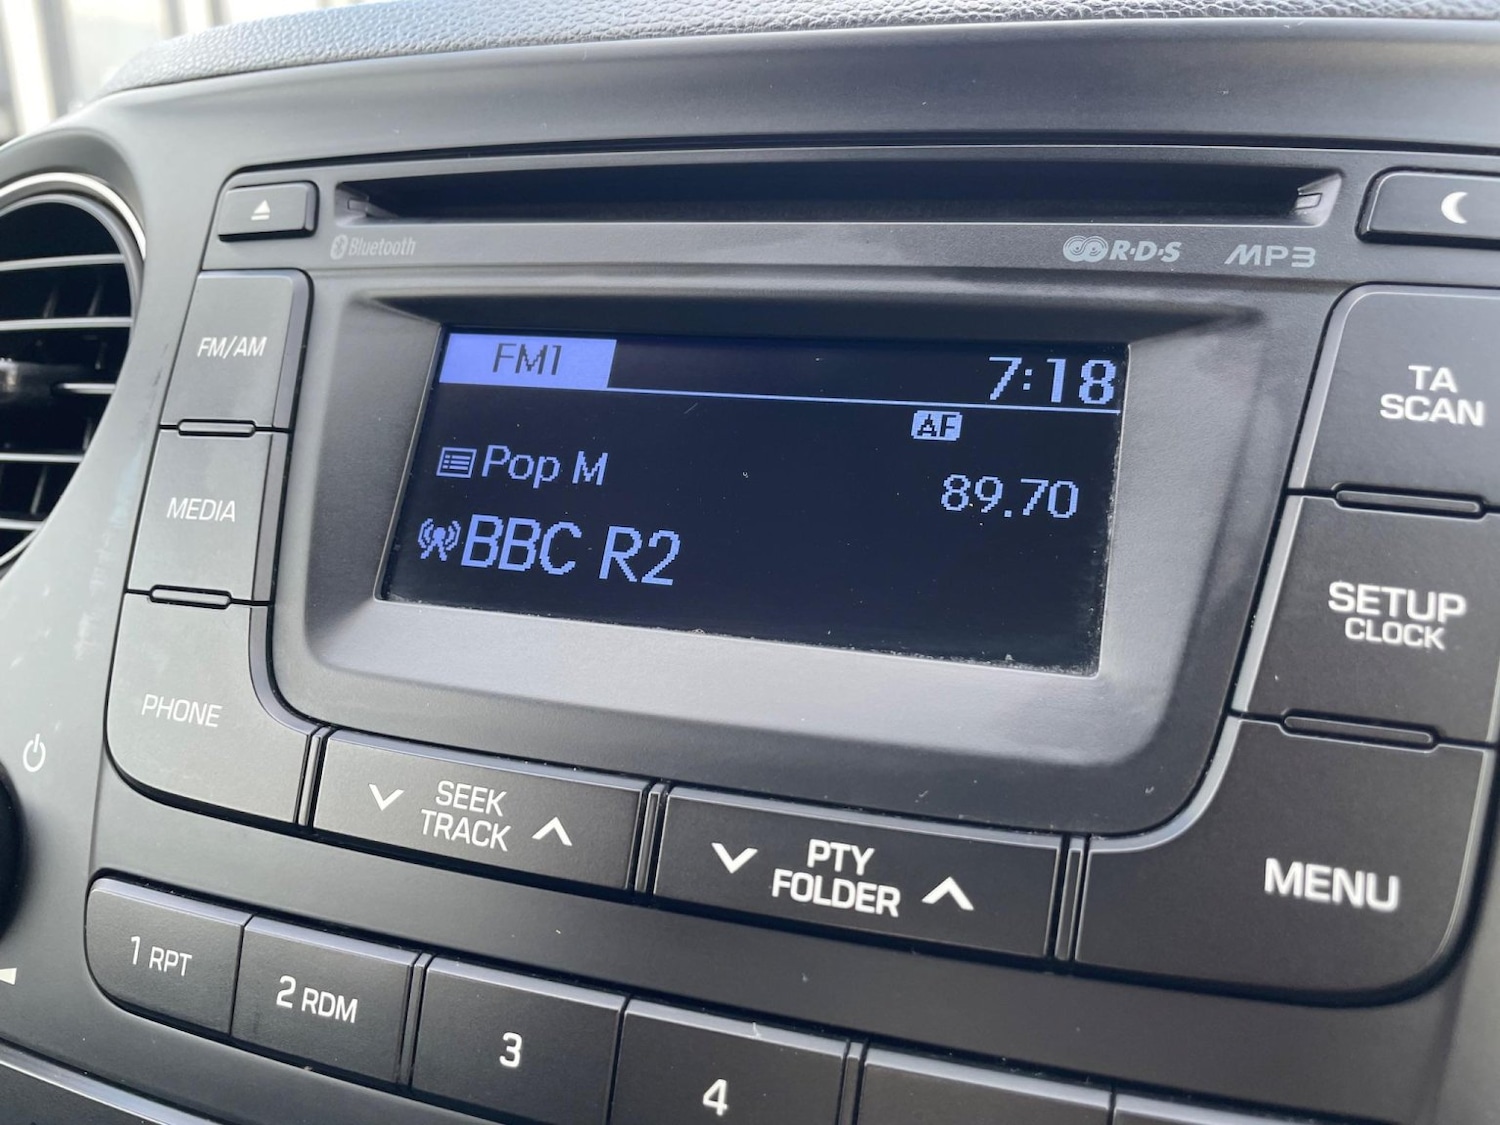 Bluetooth
R·D·S
MP3
FM/AM
MEDIA
PHONE
FM1
7:18
AF
Pop M
89.70
BBC R2
TA
SCAN
SETUP
CLOCK
MENU
SEEK
TRACK
PTY
FOLDER
1 RPT
2 RDM
3
4